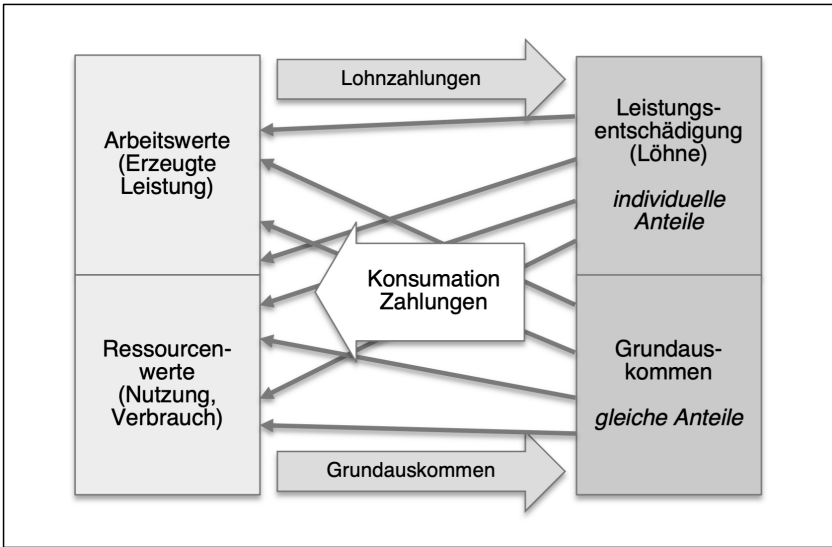 Lohnzahlungen
Arbeitswerte
(Erzeugte
Leistung)
Leistungs-
entschädigung
(Löhne)
individuelle
Anteile
Konsumation
Zahlungen
Ressourcen-
werte
(Nutzung,
Verbrauch)
Grundaus-
kommen
gleiche Anteile
Grundauskommen